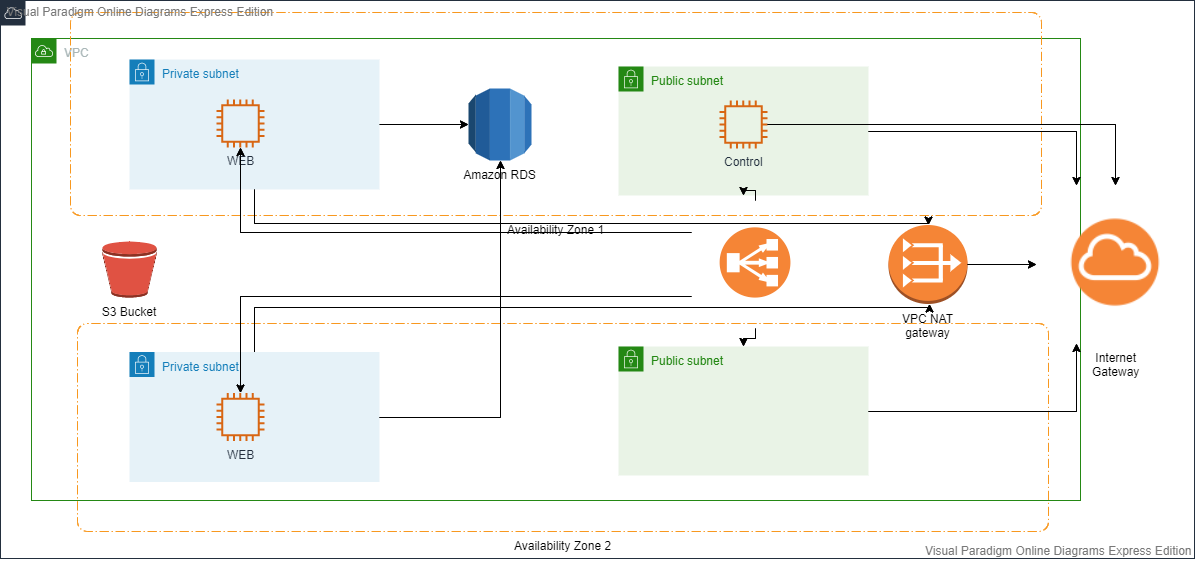 Visual Paradigm Online Diagrams Express Edition
VPC
Private subnet
Public subnet
WEB
Control
Amazon RDS
Availability Zone 1
S3 Bucket
VPC NAT
gateway
Internet
Gateway
Private subnet
Public subnet
WEB
Availability Zone 2
Visual Paradigm Online Diagrams Express Edition